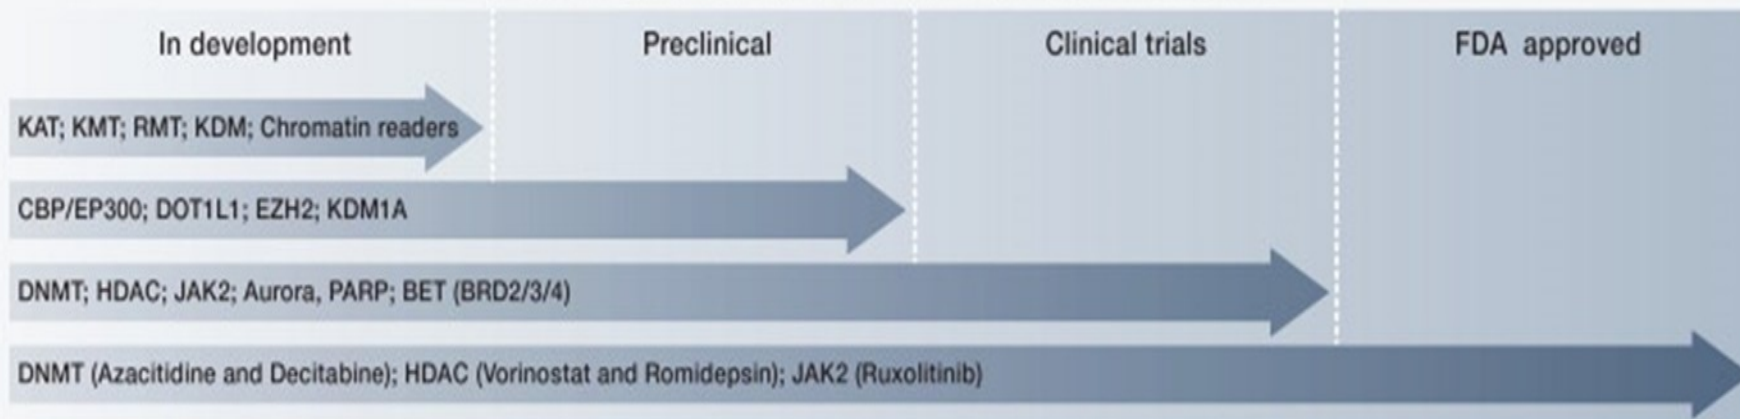 In development Preclinical Clinical trials FDA approved
KAT; KMT; RMT; KDM; Chromatin readers
CBP/EP300; DOT1L1; EZH2; KDM1A
DNMT; HDAC; JAK2; Aurora, PARP; BET (BRD2/3/4)
DNMT (Azacitidine and Decitabine); HDAC (Vorinostat and Romidepsin); JAK2 (Ruxolitinib)